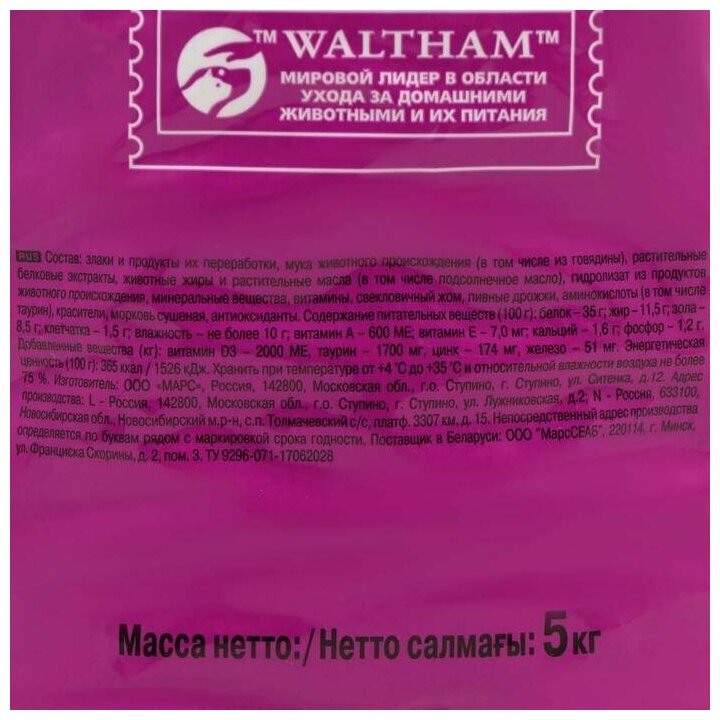 ™ WALTHAM™
МИРОВОЙ ЛИДЕР В ОБЛАСТИ
УХОДА ЗА ДОМАШНИМИ
ЖИВОТНЫМИ И ИХ ПИТАНИЯ
RUS Состав: злаки и продукты их переработки, мука животного происхождения (в том числе из говядины), растительные
белковые экстракты, животные жиры и растительные масла (в том числе подсолнечное масло), гидролизат из продуктов
животного происхождения, минеральные вещества, витамины, свекловичный жом, пивные дрожжи, аминокислоты (в том числе
таурин), красители, морковь сушеная, антиоксиданты. Содержание питательных веществ (100 г): белок – 35 г; жир – 11,5 г; зола –
8,5 г, клетчатка – 1,5 г; влажность – не более 10 г; витамин А – 600 МЕ; витамин Е – 7,0 мг; кальций – 1,6 г; фосфор – 1,2 г.
Добавленные вещества (кг): витамин D3 – 2000 МЕ, таурин – 1700 мг, цинк – 174 мг, железо – 51 мг. Энергетическая
ценность (100 г): 365 ккал / 1526 кДж. Хранить при температуре от +4°С до +35°С и относительной влажности воздуха не более
75 %. Изготовитель: ООО «МАРС», Россия, 142800, Московская обл., г.о. Ступино, г. Ступино, ул. Ситенка, д.12. Адрес
производства: L - Россия, 142800, Московская обл., г.о. Ступино, г. Ступино, ул. Лужниковская, д.2; N - Россия, 633100,
Новосибирская обл., Новосибирский м.р-н, с.п. Толмачевский с/с, платф. 3307 км, д. 15. Непосредственный адрес производства
определяется по буквам рядом с маркировкой срока годности. Поставщик в Беларуси: ООО "МарсСЕАБ", 220114, г. Минск,
ул. Франциска Скорины, д. 2, пом. 3. ТУ 9296-071-17062028
Масса нетто:/Нетто салмағы: 5 кг